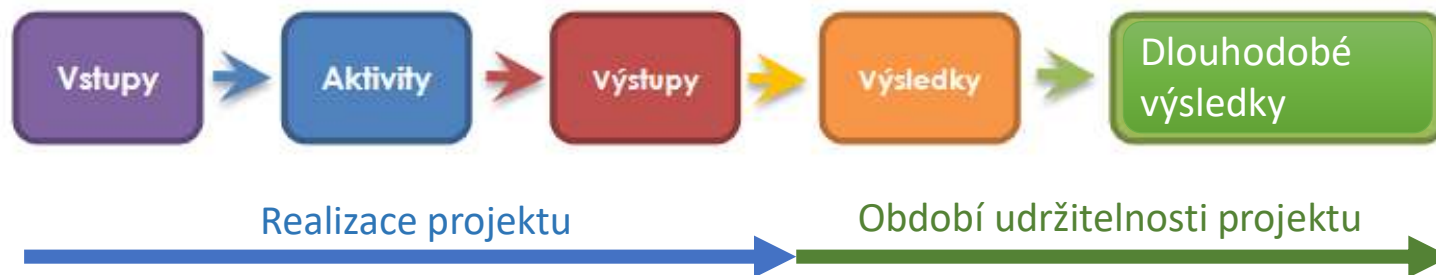 Vstupy
Aktivity
Výstupy
Výsledky
Dlouhodobé
výsledky
Realizace projektu
Období udržitelnosti projektu